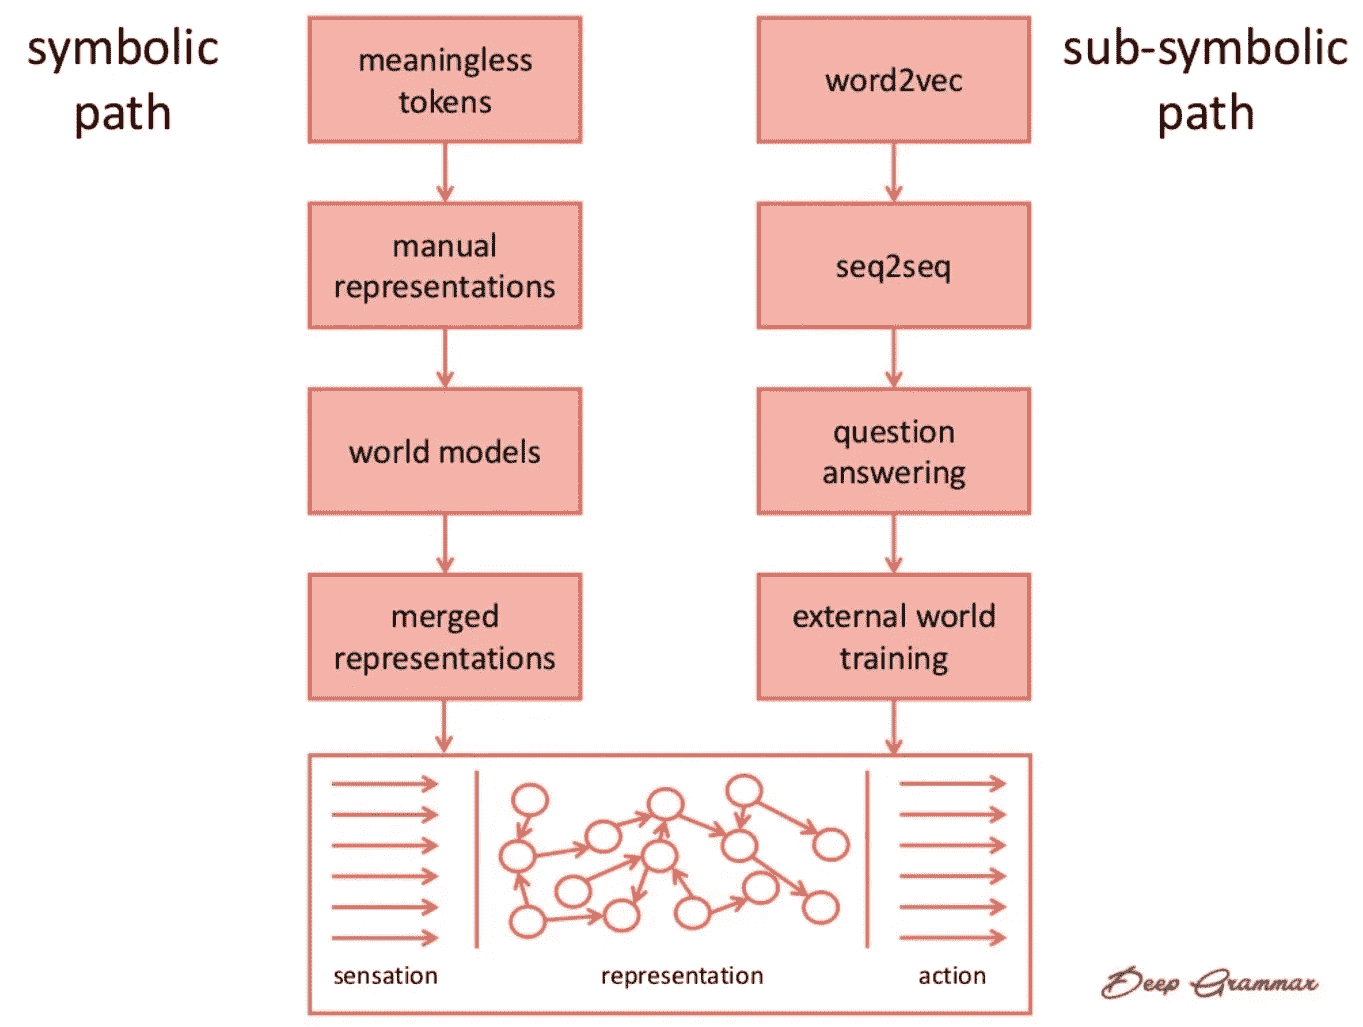 symbolic
path
meaningless
tokens
manual
representations
world models
merged
representations
word2vec
seq2seq
question
answering
external world
training
sub-symbolic
path
sensation
representation
action
Deep Grammar